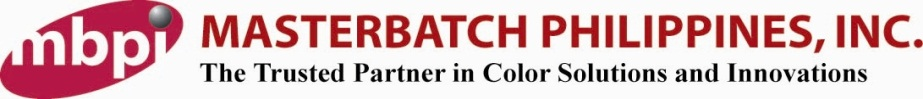 mbpi
MASTERBATCH PHILIPPINES, INC.
The Trusted Partner in Color Solutions and Innovations